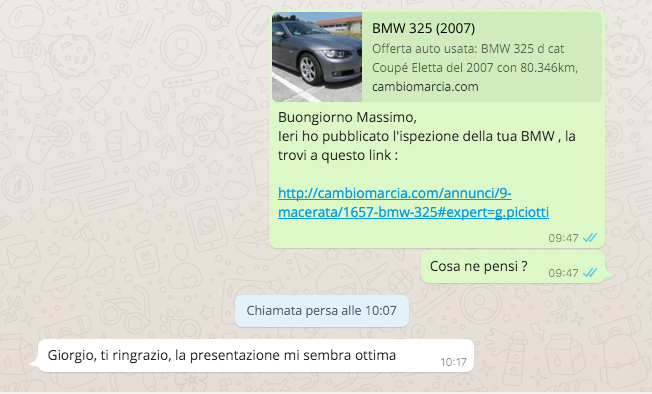 BMW 325 (2007)
Offerta auto usata: BMW 325 d cat
Coupé Eletta del 2007 con 80.346km,
cambiomarcia.com
Buongiorno Massimo,
Ieri ho pubblicato l'ispezione della tua BMW , la
trovi a questo link :
http://cambiomarcia.com/annunci/9-
macerata/1657-bmw-325#expert=g.piciotti
09:47
Cosa ne pensi ?
09:47
Chiamata persa alle 10:07
Giorgio, ti ringrazio, la presentazione mi sembra ottima
10:17